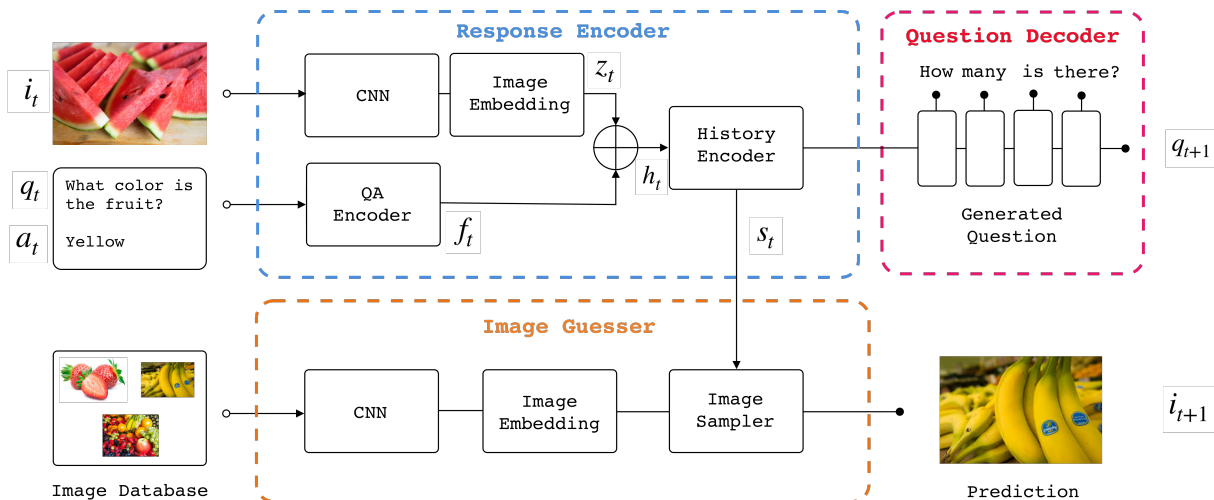 Response Encoder
Question Decoder
i_t
CNN
Image
Embedding
z_t
How many is there?
History
Encoder
h_t
q_{t+1}
q_t
What color is
the fruit?
a_t
Yellow
QA
Encoder
f_t
s_t
Generated
Question
Image Guesser
CNN
Image
Embedding
Image
Sampler
i_{t+1}
Image Database
Prediction